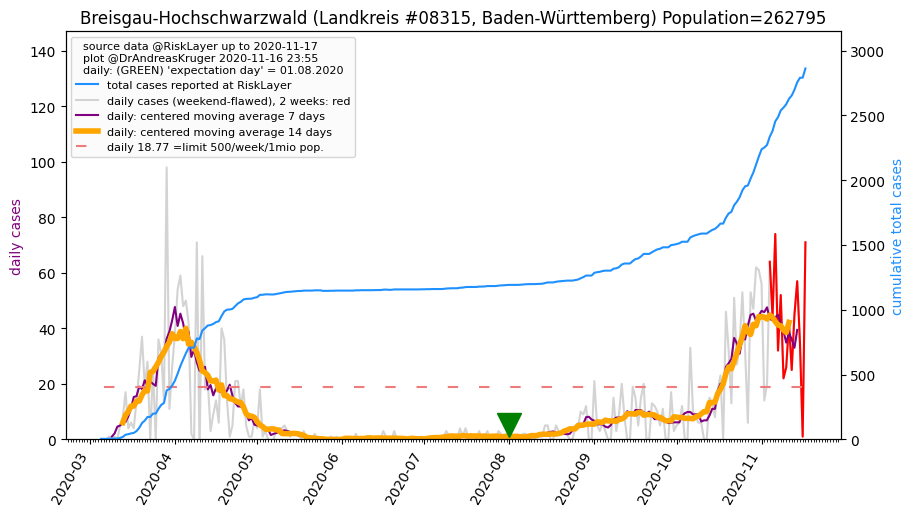 Breisgau-Hochschwarzwald (Landkreis #08315, Baden-Württemberg) Population=262795
source data @RiskLayer up to 2020-11-17
plot @DrAndreasKruger 2020-11-16 23:55
daily: (GREEN) 'expectation day' = 01.08.2020
total cases reported at RiskLayer
daily cases (weekend-flawed), 2 weeks: red
daily: centered moving average 7 days
daily: centered moving average 14 days
daily 18.77 =limit 500/week/1mio pop.
daily cases
140
120
100
80
60
40
20
0
cumulative total cases
3000
2500
2000
1500
1000
500
0
2020-03
2020-04
2020-05
2020-06
2020-07
2020-08
2020-09
2020-10
2020-11